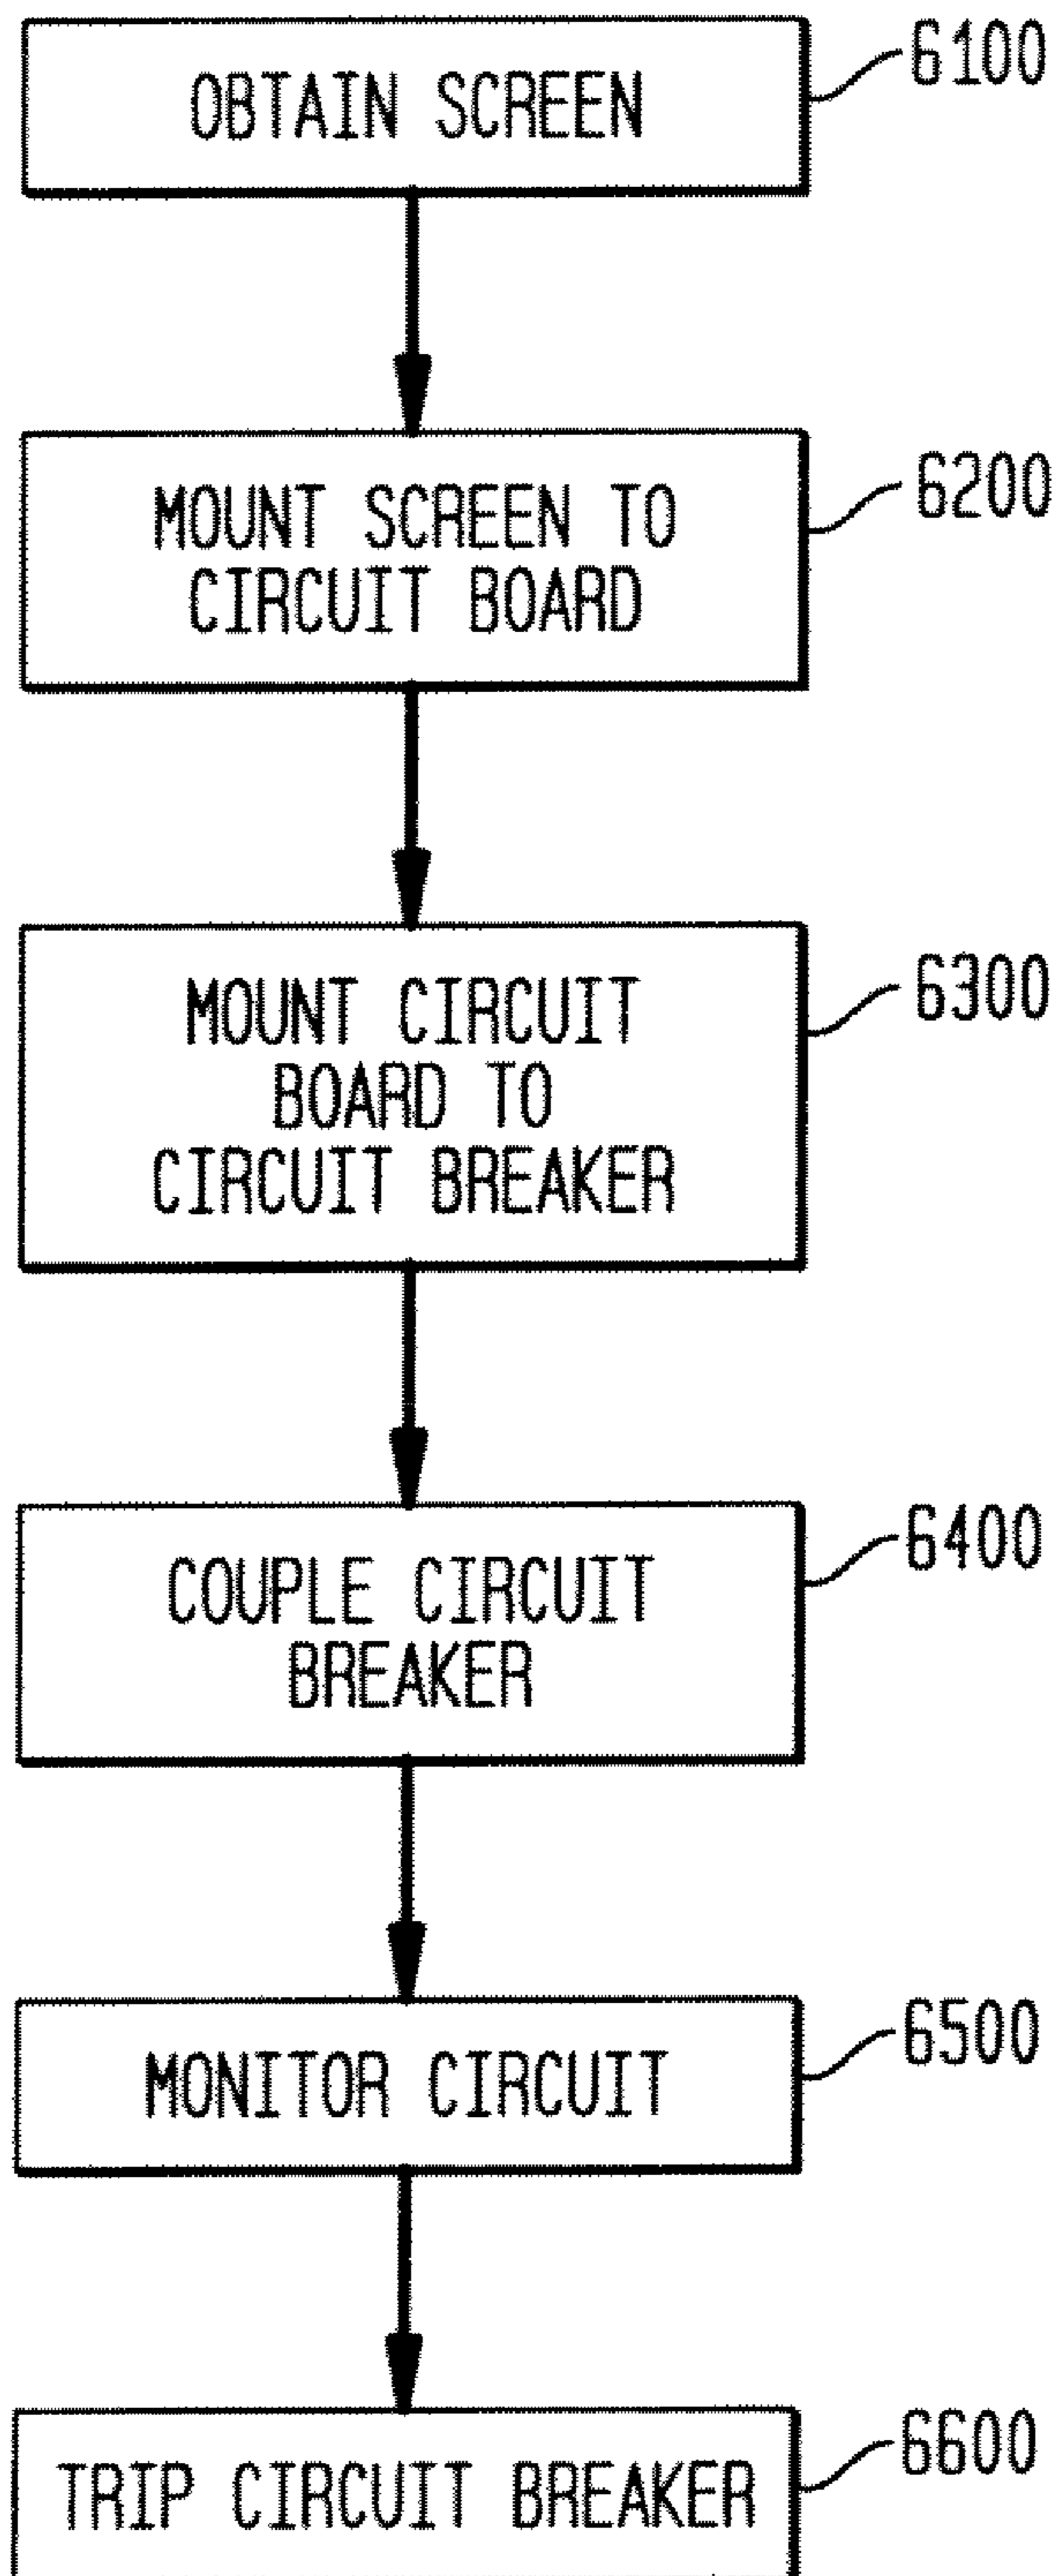 OBTAIN SCREEN
6100
MOUNT SCREEN TO
CIRCUIT BOARD
6200
MOUNT CIRCUIT
BOARD TO
CIRCUIT BREAKER
6300
COUPLE CIRCUIT
BREAKER
6400
MONITOR CIRCUIT
6500
TRIP CIRCUIT BREAKER
6600